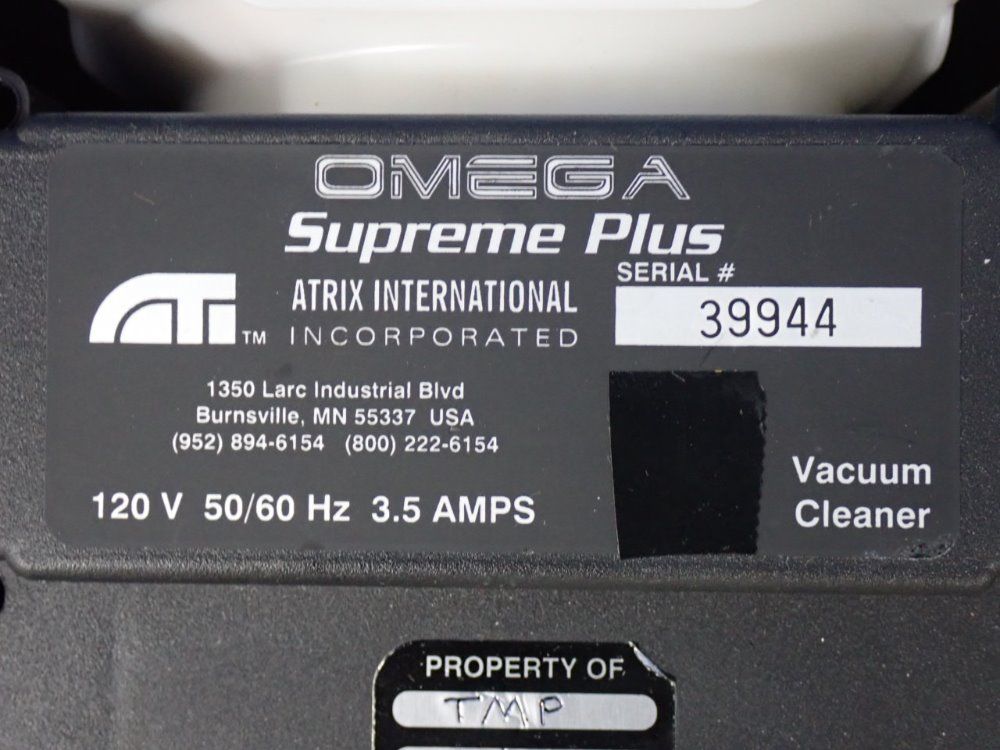 OMEGA
Supreme Plus
ATi™
ATRIX INTERNATIONAL
INCORPORATED
SERIAL #
39944
1350 Larc Industrial Blvd
Burnsville, MN 55337 USA
(952) 894-6154 (800) 222-6154
120 V 50/60 Hz 3.5 AMPS
Vacuum
Cleaner
PROPERTY OF
TMP